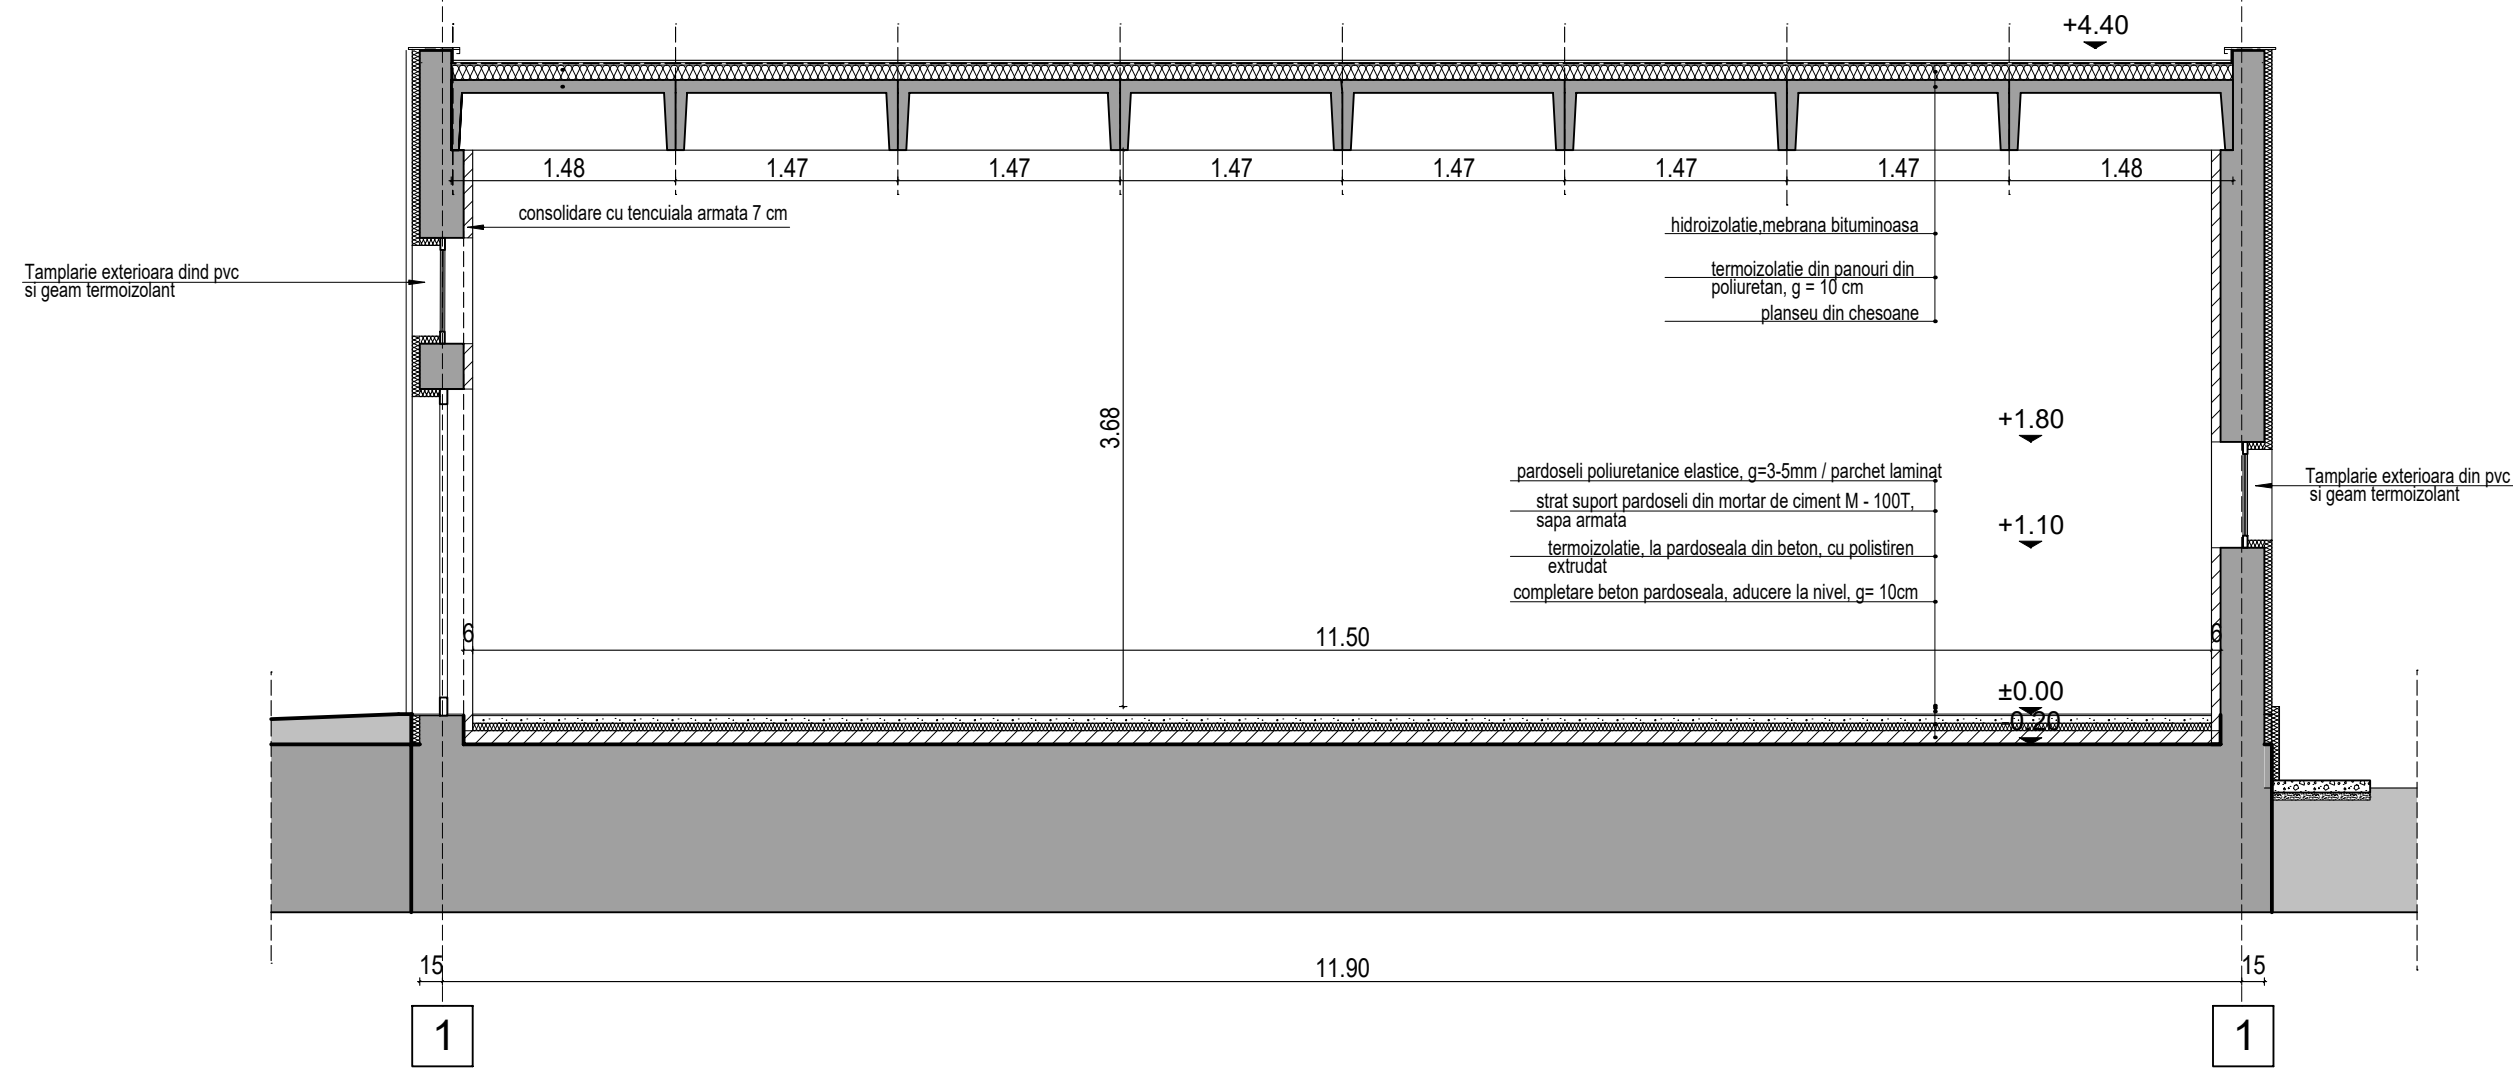 +4.40
1.48
1.47
1.47
1.47
1.47
1.47
1.47
1.48
consolidare cu tencuiala armata 7 cm
hidroizolatie,mebrana bituminoasa
Tamplarie exterioara dind pvc
si geam termoizolant
termoizolatie din panouri din
poliuretan, g = 10 cm
planseu din chesoane
3.68
+1.80
pardoseli poliuretanice elastice, g=3-5mm / parchet laminat
Tamplarie exterioara din pvc
si geam termoizolant
strat suport pardoseli din mortar de ciment M - 100T,
sapa armata
+1.10
termoizolatie, la pardoseala din beton, cu polistiren
extrudat
completare beton pardoseala, aducere la nivel, g= 10cm
6
11.50
6
±0.00
-0.20
15
11.90
15
1
1